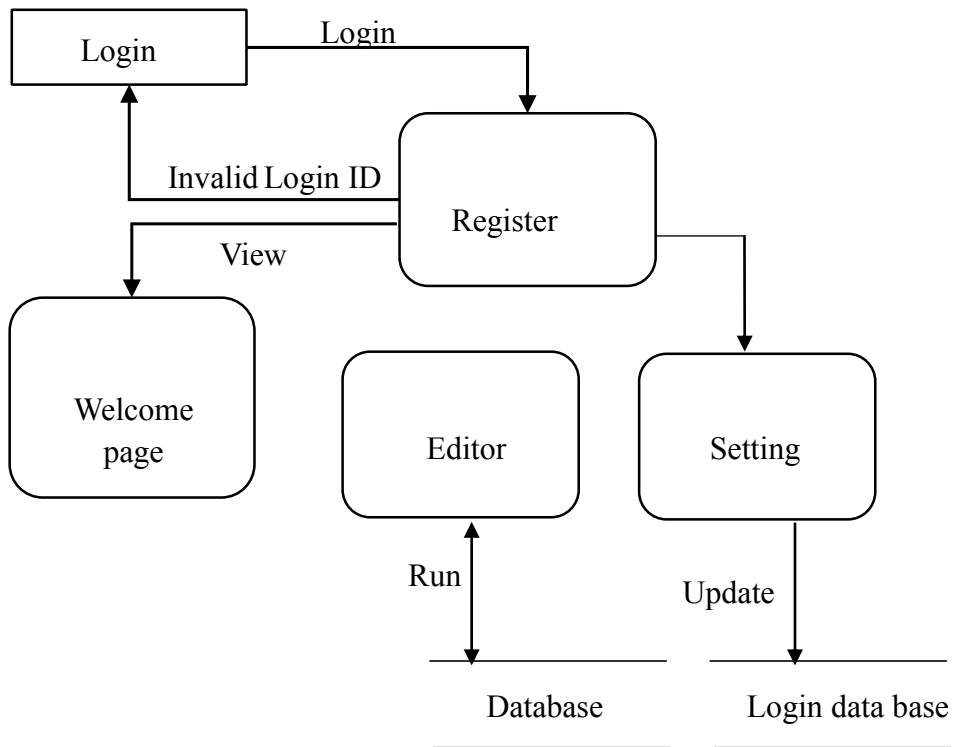 Login
Login
Invalid Login ID
Register
View
Welcome
page
Editor
Setting
Run
Update
Database
Login data base